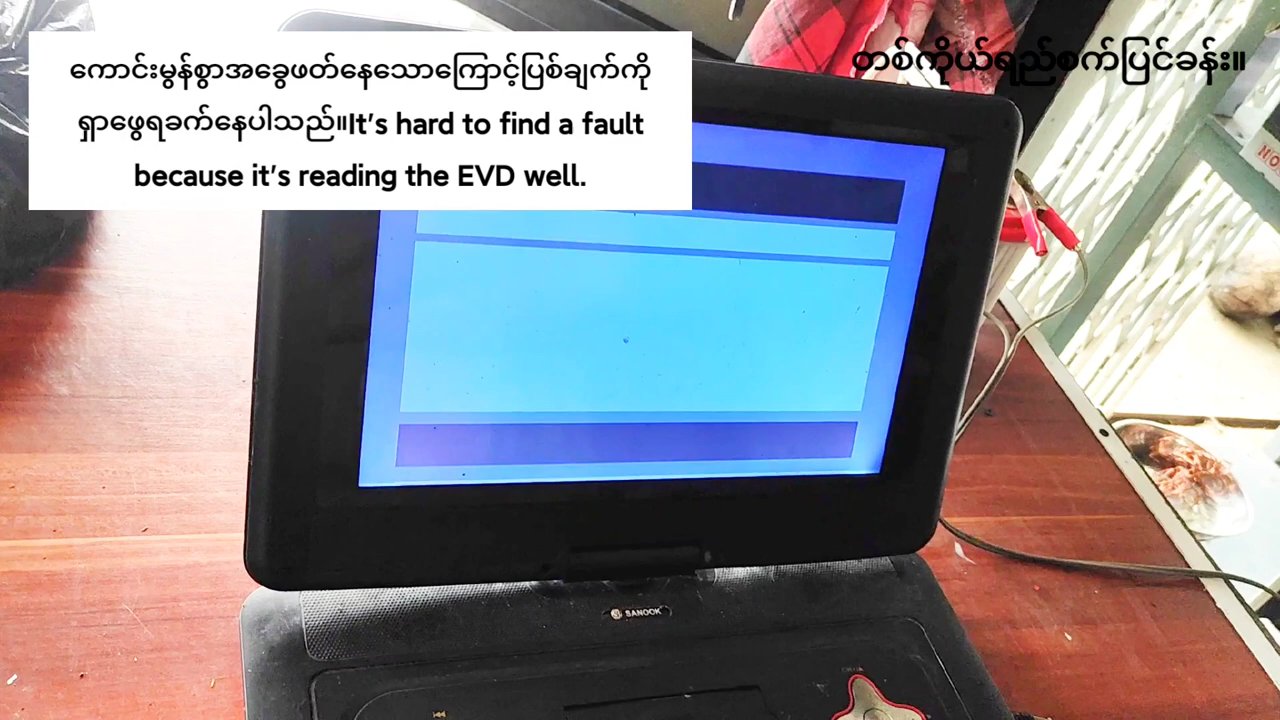 ကောင်းမွန်စွာအခွေဖတ်နေသောကြောင့်ပြစ်ချက်ကို
ရှာဖွေရခက်နေပါသည်။It's hard to find a fault
because it's reading the EVD well.
တစ်ကိုယ်ရည်စက်ပြင်ခန်း။
SANOOK